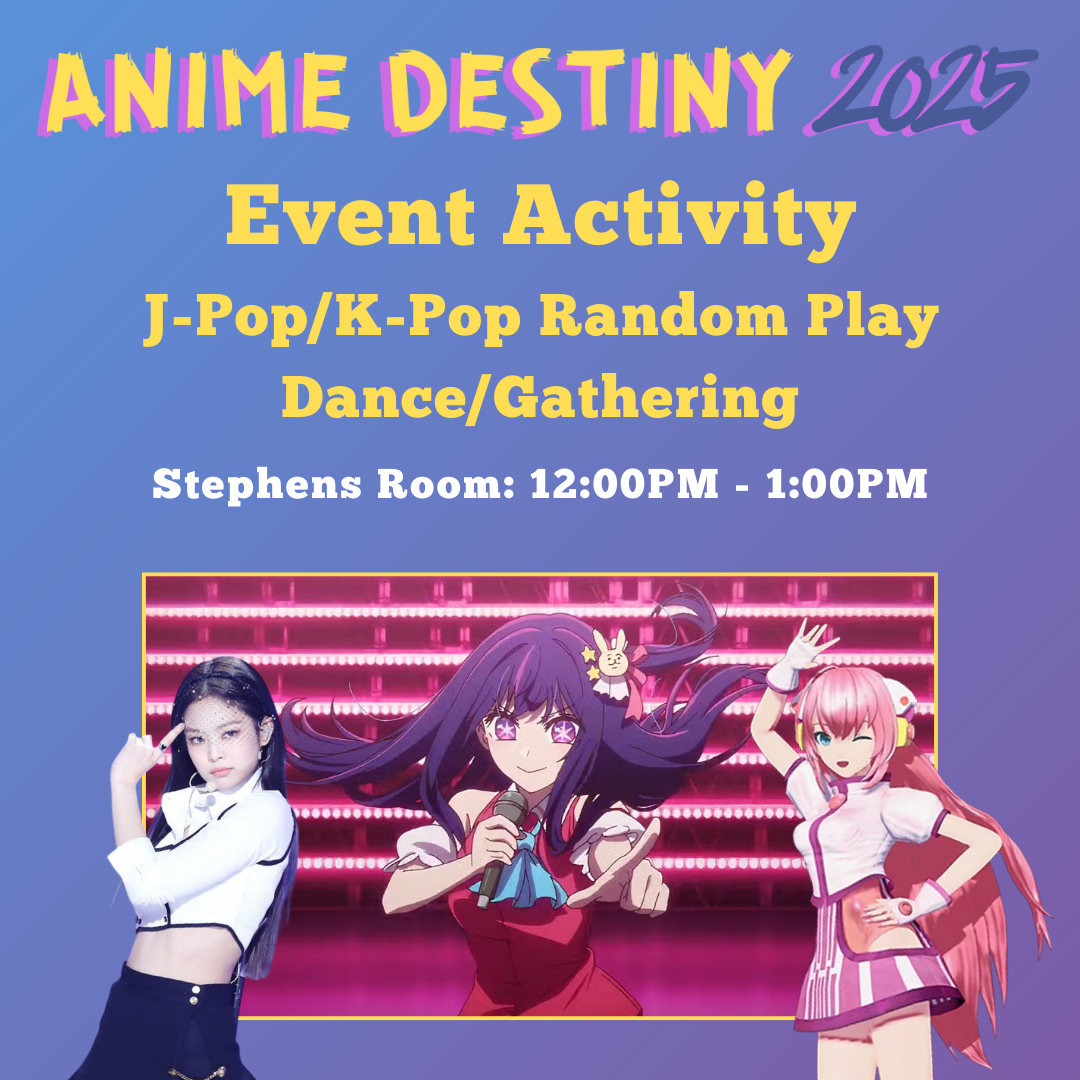 ANIME DESTINY 2025
Event Activity
J-Pop/K-Pop Random Play
Dance/Gathering
Stephens Room: 12:00PM - 1:00PM